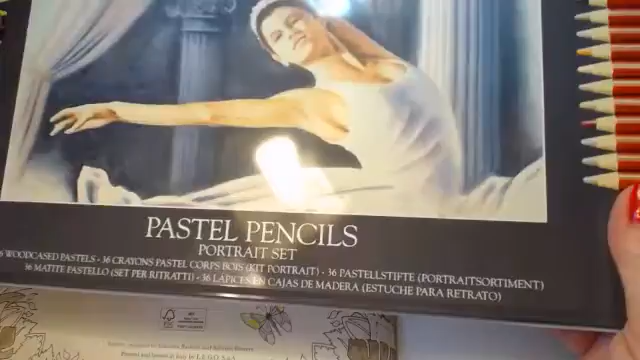 PASTEL PENCILS
PORTRAIT SET
36 WOODCASED PASTELS · 36 CRAYONS PASTEL CORPS BOIS (KIT PORTRAIT) · 36 PASTELLSTIFTE (PORTRAITSORTIMENT)
36 MATITE PASTELLO (SET PER RITRATTI) · 36 LÁPICES EN CAJAS DE MADERA (ESTUCHE PARA RETRATO)
FSC